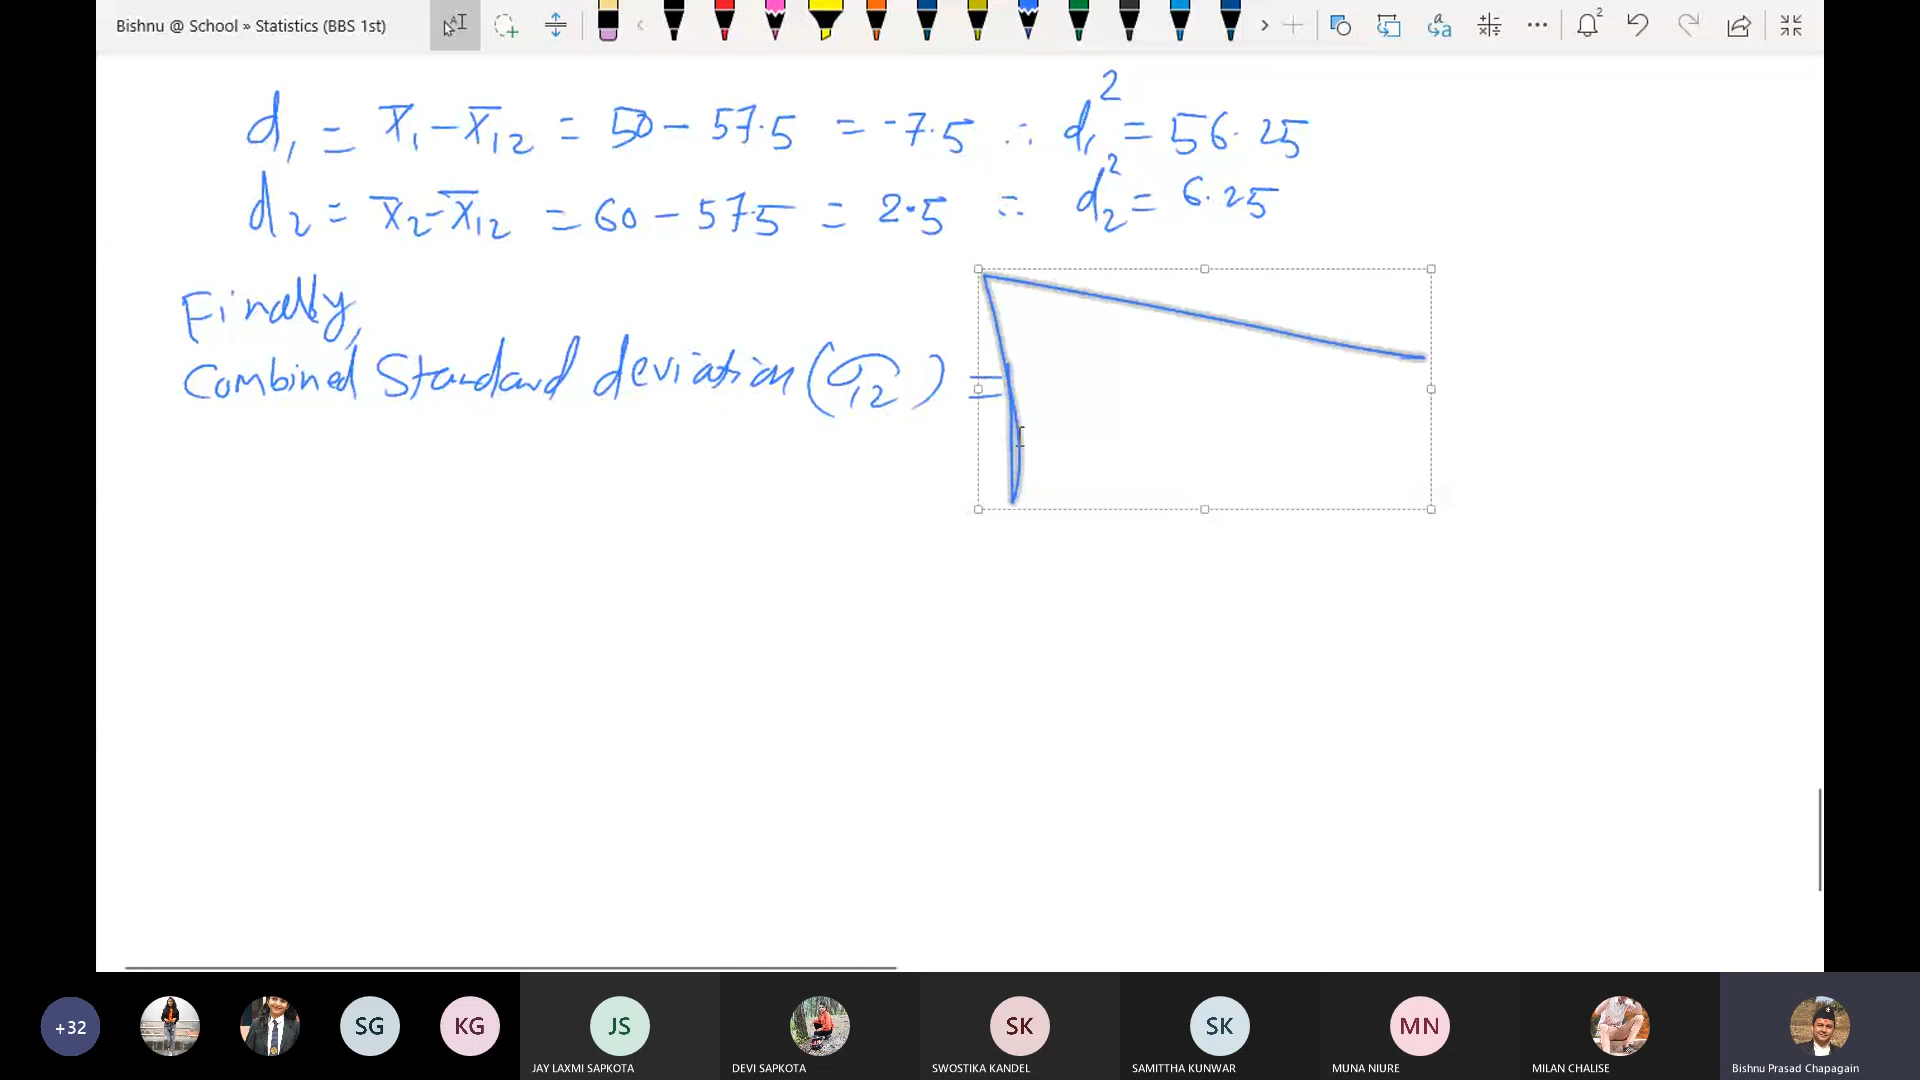 Bishnu @ School » Statistics (BBS 1st)
2
d₁ = X̅₁ - X̅₁₂ = 50 - 57.5 = -7.5 ∴ d₁² = 56.25
d₂ = X̅₂ - X̅₁₂ = 60 - 57.5 = 2.5 ∴ d₂² = 6.25
Finally,
Combined Standard deviation (σ₁₂) =
+32
SG
KG
JS
SK
SK
MN
JAY LAXMI SAPKOTA
DEVI SAPKOTA
SWOSTIKA KANDEL
SAMITTHA KUNWAR
MUNA NIURE
MILAN CHALISE
Bishnu Prasad Chapagain